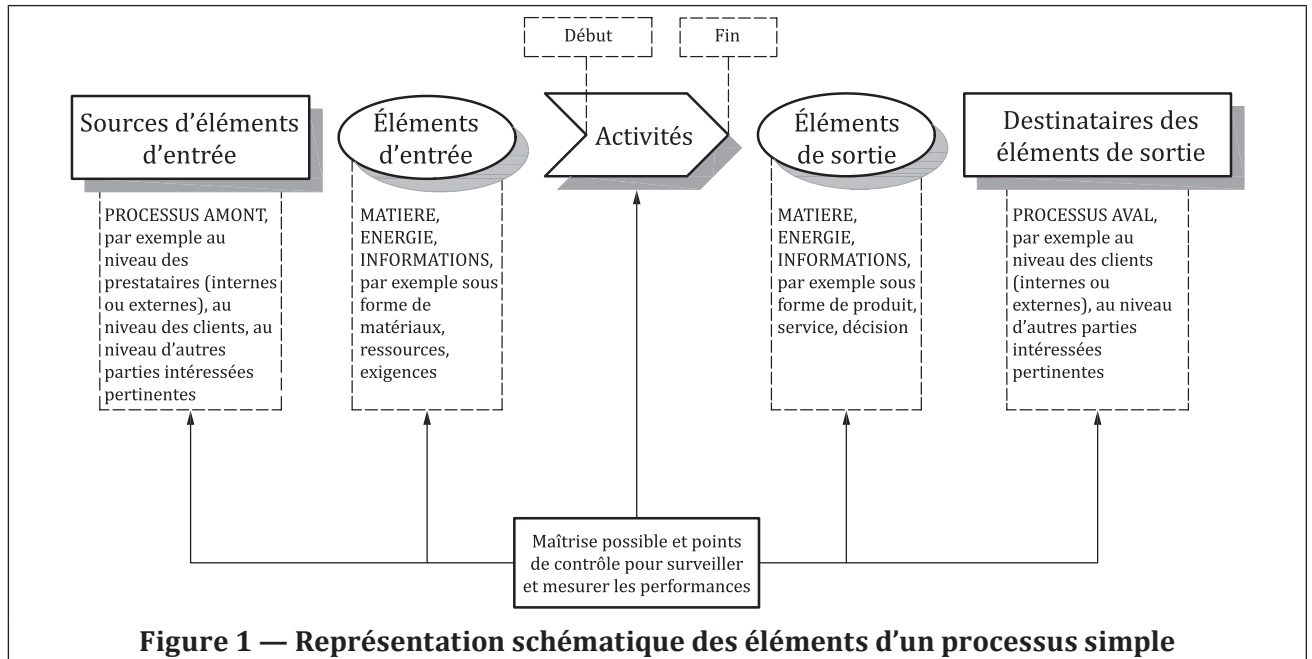 Début
Fin
Sources d'éléments
d'entrée
Éléments
d'entrée
Activités
Éléments
de sortie
Destinataires des
éléments de sortie
PROCESSUS AMONT,
par exemple au
niveau des
prestataires (internes
ou externes), au
niveau des clients, au
niveau d'autres
parties intéressées
pertinentes
MATIERE,
ENERGIE,
INFORMATIONS,
par exemple sous
forme de
matériaux,
ressources,
exigences
MATIERE,
ENERGIE,
INFORMATIONS,
par exemple sous
forme de produit,
service, décision
PROCESSUS AVAL,
par exemple au
niveau des clients
(internes ou
externes), au niveau
d'autres parties
intéressées
pertinentes
Maîtrise possible et points
de contrôle pour surveiller
et mesurer les performances
Figure 1 — Représentation schématique des éléments d'un processus simple